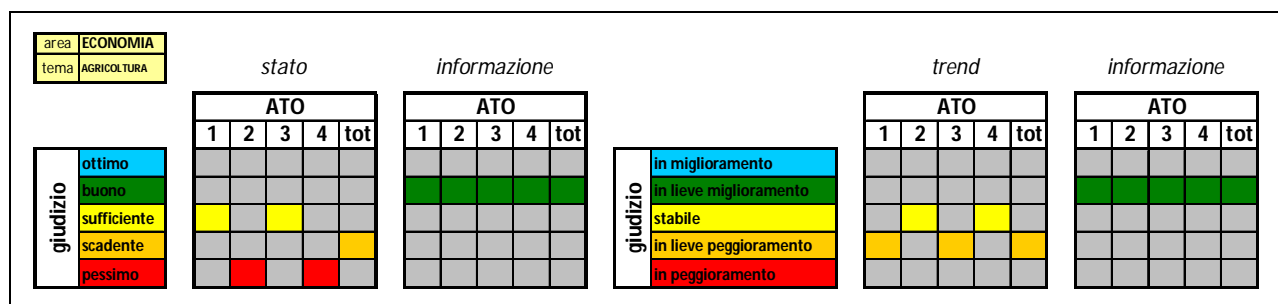 area ECONOMIA
tema AGRICOLTURA
stato informazione trend informazione
ATO ATO ATO ATO
1 2 3 4 tot 1 2 3 4 tot 1 2 3 4 tot 1 2 3 4 tot
giudizio
ottimo
buono
sufficiente
scadente
pessimo
giudizio
in miglioramento
in lieve miglioramento
stabile
in lieve peggioramento
in peggioramento